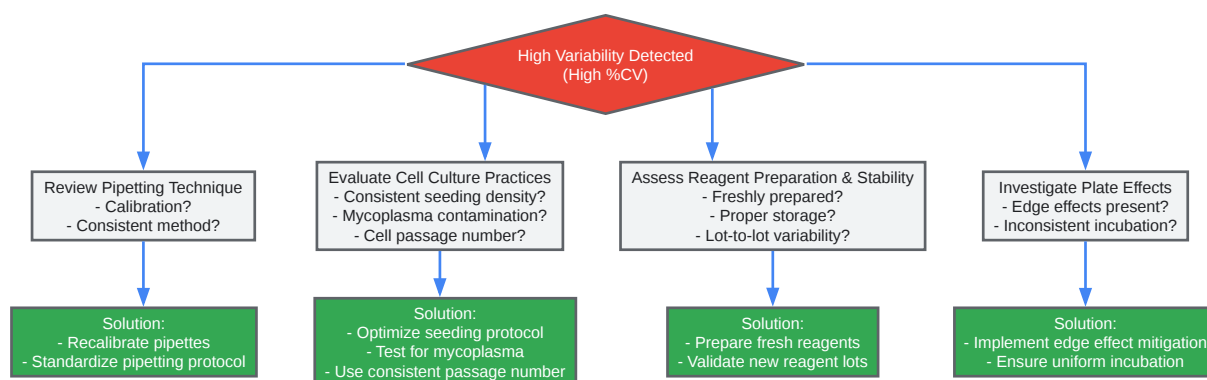 High Variability Detected
(High %CV)
Review Pipetting Technique
- Calibration?
- Consistent method?
Evaluate Cell Culture Practices
- Consistent seeding density?
- Mycoplasma contamination?
- Cell passage number?
Assess Reagent Preparation & Stability
- Freshly prepared?
- Proper storage?
- Lot-to-lot variability?
Investigate Plate Effects
- Edge effects present?
- Inconsistent incubation?
Solution:
- Recalibrate pipettes
- Standardize pipetting protocol
Solution:
- Optimize seeding protocol
- Test for mycoplasma
- Use consistent passage number
Solution:
- Prepare fresh reagents
- Validate new reagent lots
Solution:
- Implement edge effect mitigation
- Ensure uniform incubation